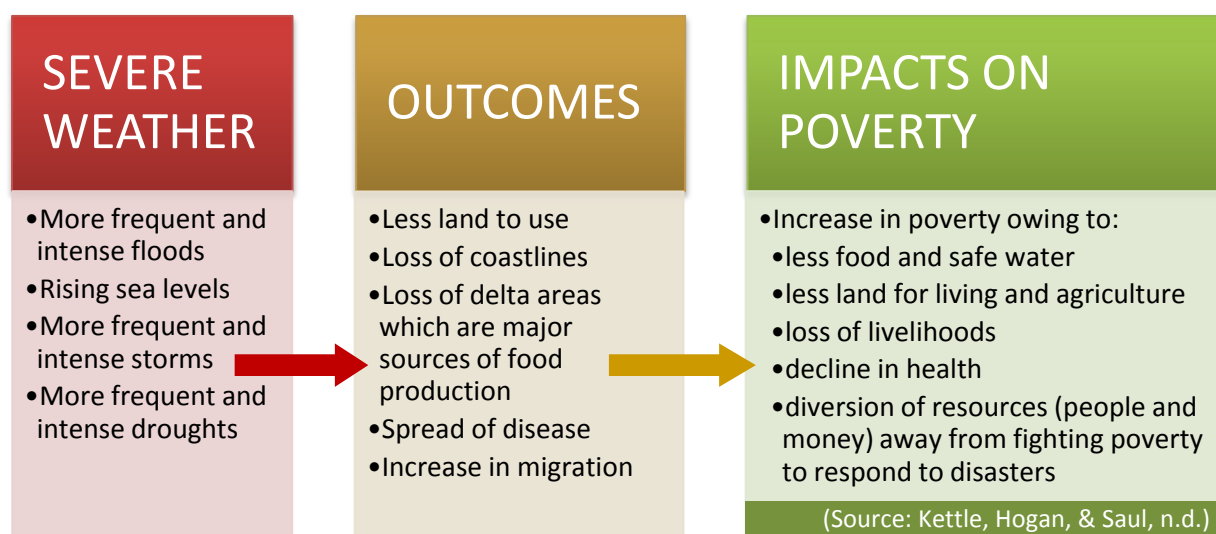 SEVERE
WEATHER
•More frequent and
intense floods
•Rising sea levels
•More frequent and
intense storms
•More frequent and
intense droughts
OUTCOMES
•Less land to use
•Loss of coastlines
•Loss of delta areas
which are major
sources of food
production
•Spread of disease
•Increase in migration
IMPACTS ON
POVERTY
•Increase in poverty owing to:
•less food and safe water
•less land for living and agriculture
•loss of livelihoods
•decline in health
•diversion of resources (people and
money) away from fighting poverty
to respond to disasters
(Source: Kettle, Hogan, & Saul, n.d.)